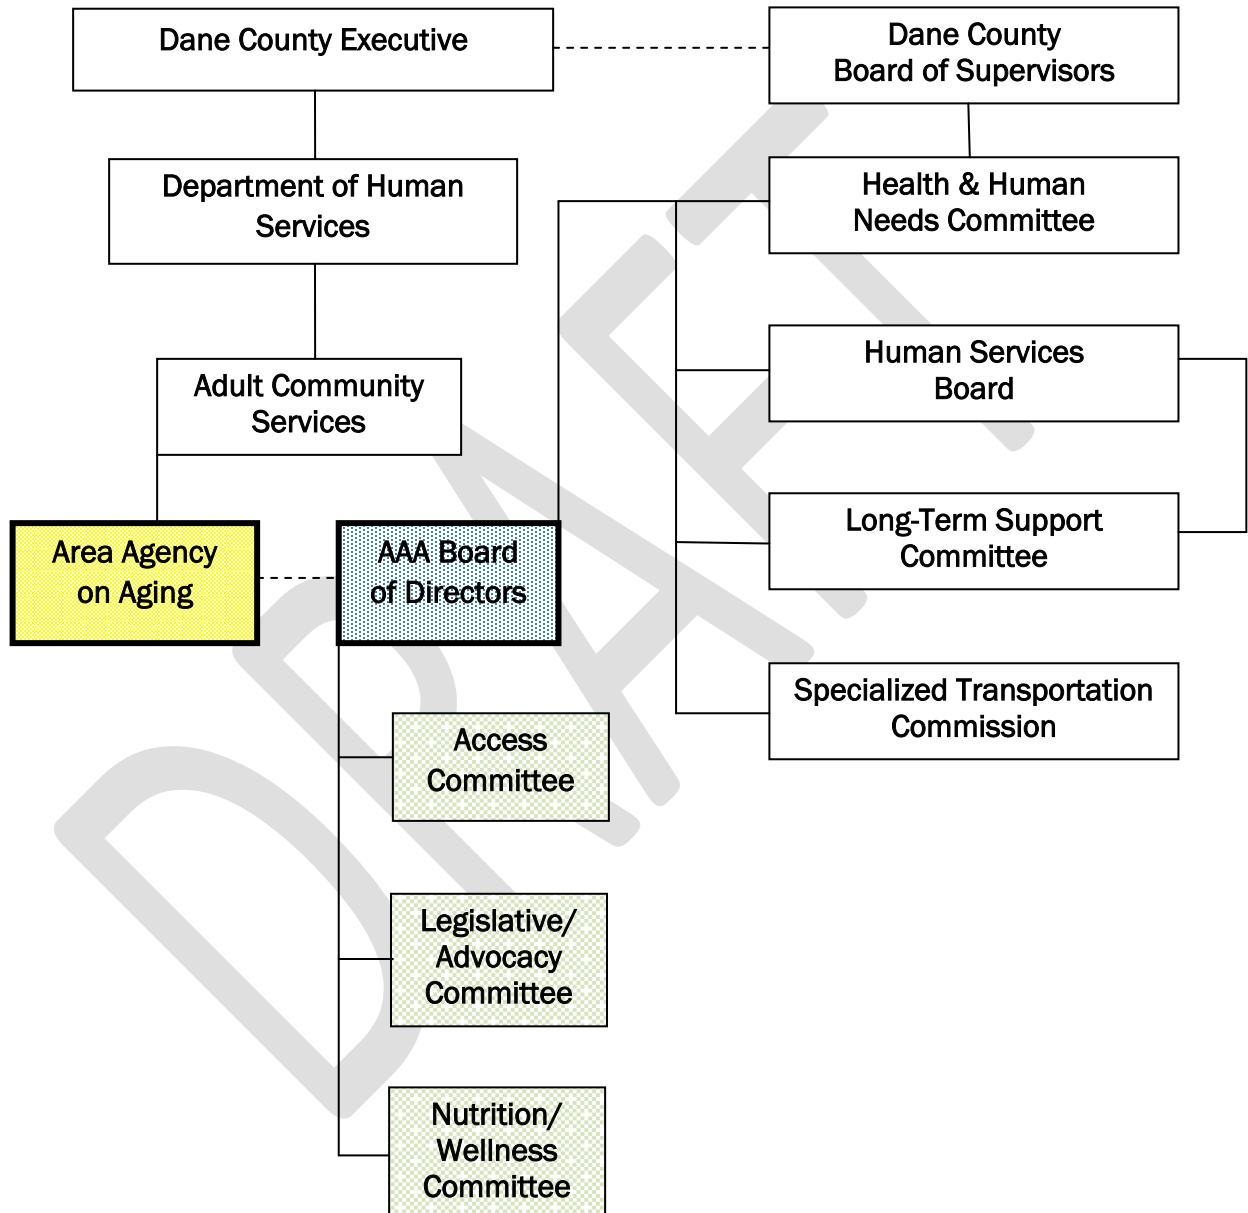 Dane County Executive
Dane County
Board of Supervisors
Department of Human
Services
Health & Human
Needs Committee
Adult Community
Services
Human Services
Board
Area Agency
on Aging
AAA Board
of Directors
Long-Term Support
Committee
Specialized Transportation
Commission
Access
Committee
Legislative/
Advocacy
Committee
Nutrition/
Wellness
Committee
DRAFT